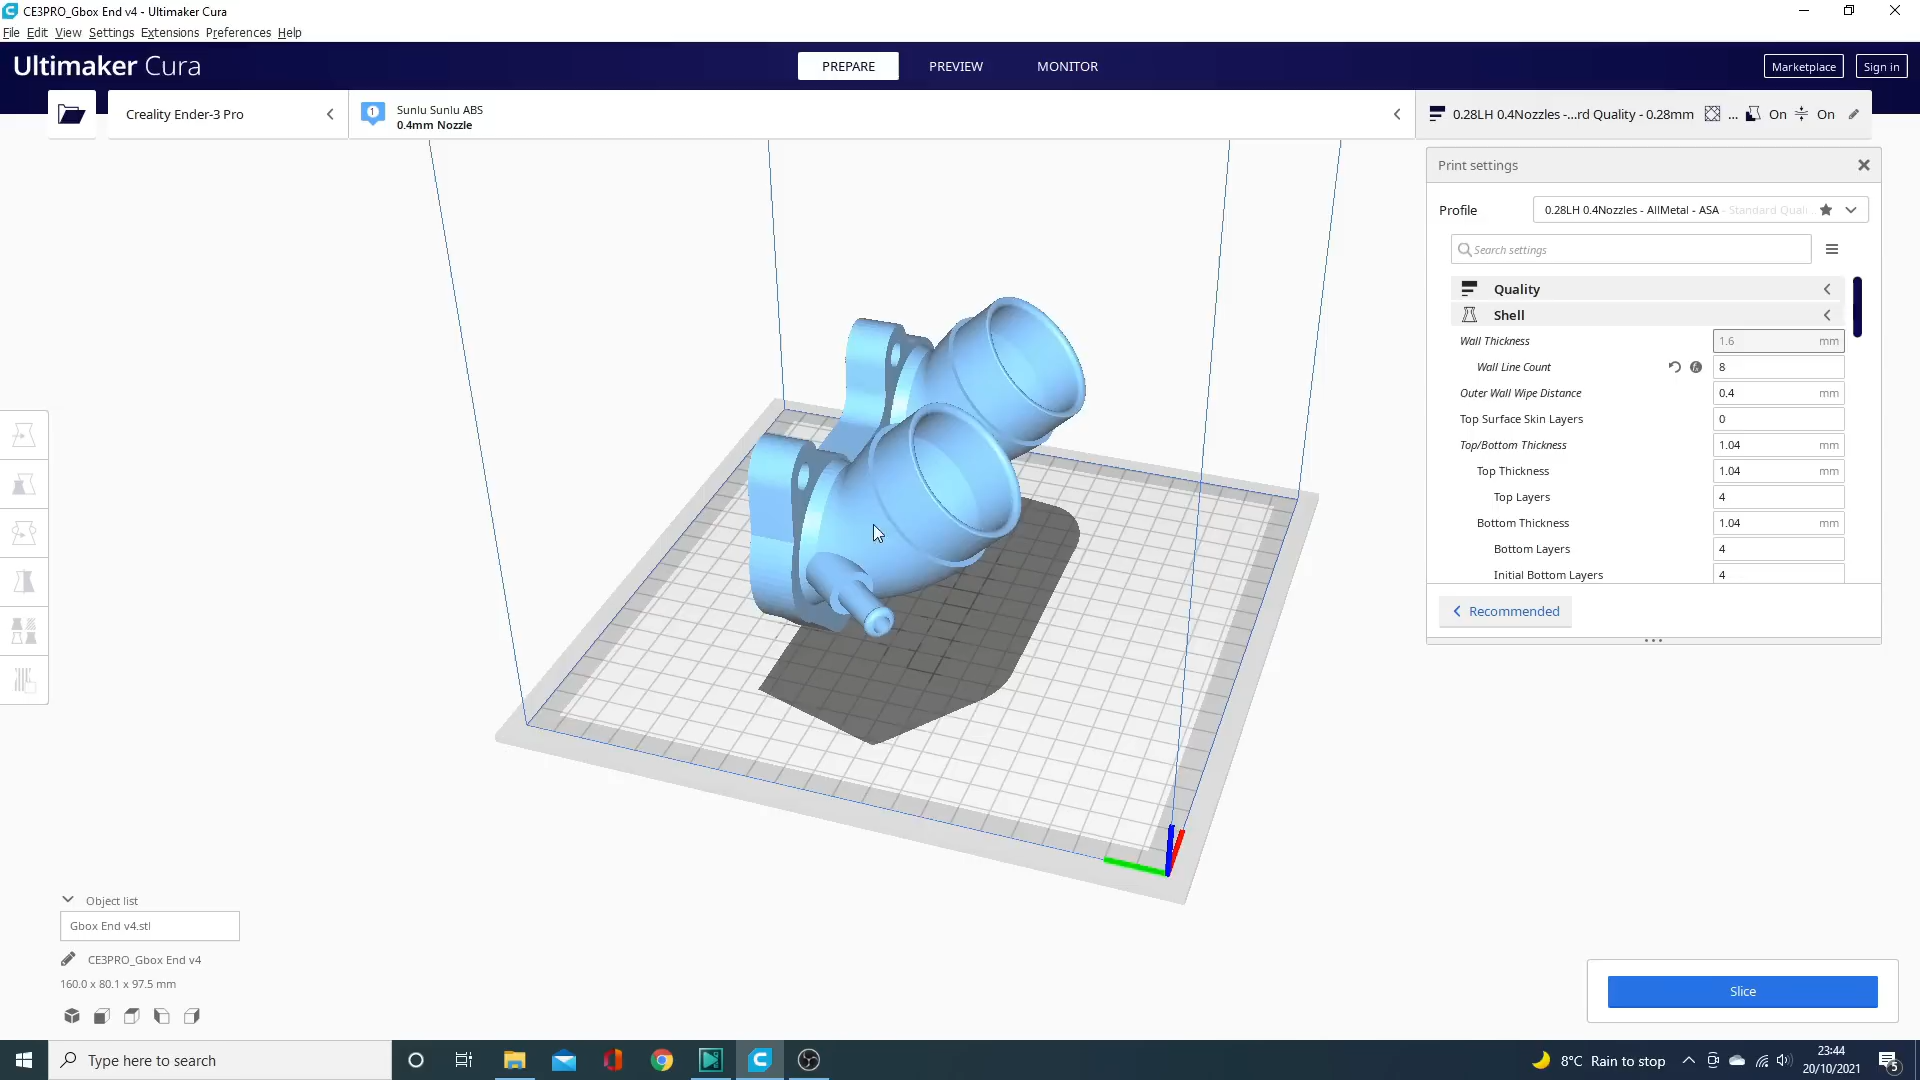 CE3PRO_Gbox End v4 - Ultimaker Cura
File Edit View Settings Extensions Preferences Help
Ultimaker Cura
PREPARE
PREVIEW
MONITOR
Marketplace
Sign in
Creality Ender-3 Pro
1
Sunlu Sunlu ABS
0.4mm Nozzle
0.28LH 0.4Nozzles -...rd Quality - 0.28mm
...
On
On
Print settings
Profile
0.28LH 0.4Nozzles - AllMetal - ASA - Standard Quali...
Search settings
Quality
Shell
Wall Thickness 1.6 mm
Wall Line Count 8
Outer Wall Wipe Distance 0.4 mm
Top Surface Skin Layers 0
Top/Bottom Thickness 1.04 mm
Top Thickness 1.04 mm
Top Layers 4
Bottom Thickness 1.04 mm
Bottom Layers 4
Initial Bottom Layers 4
Recommended
Object list
Gbox End v4.stl
CE3PRO_Gbox End v4
160.0 x 80.1 x 97.5 mm
Slice
Type here to search
8°C Rain to stop
23:44
20/10/2021
5